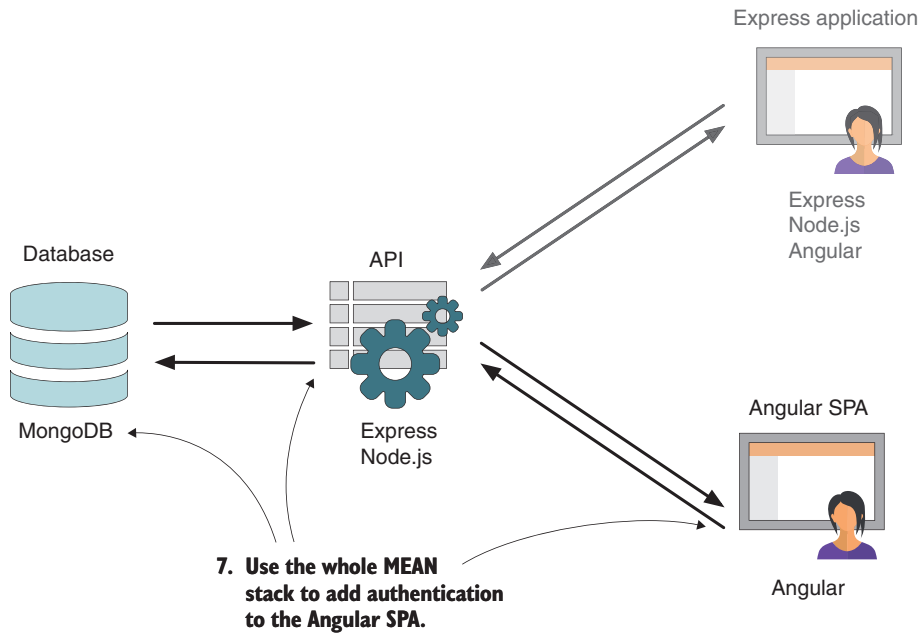 Express application
Express
Node.js
Angular
Database
API
MongoDB
Express
Node.js
Angular SPA
Angular
7. Use the whole MEAN
stack to add authentication
to the Angular SPA.